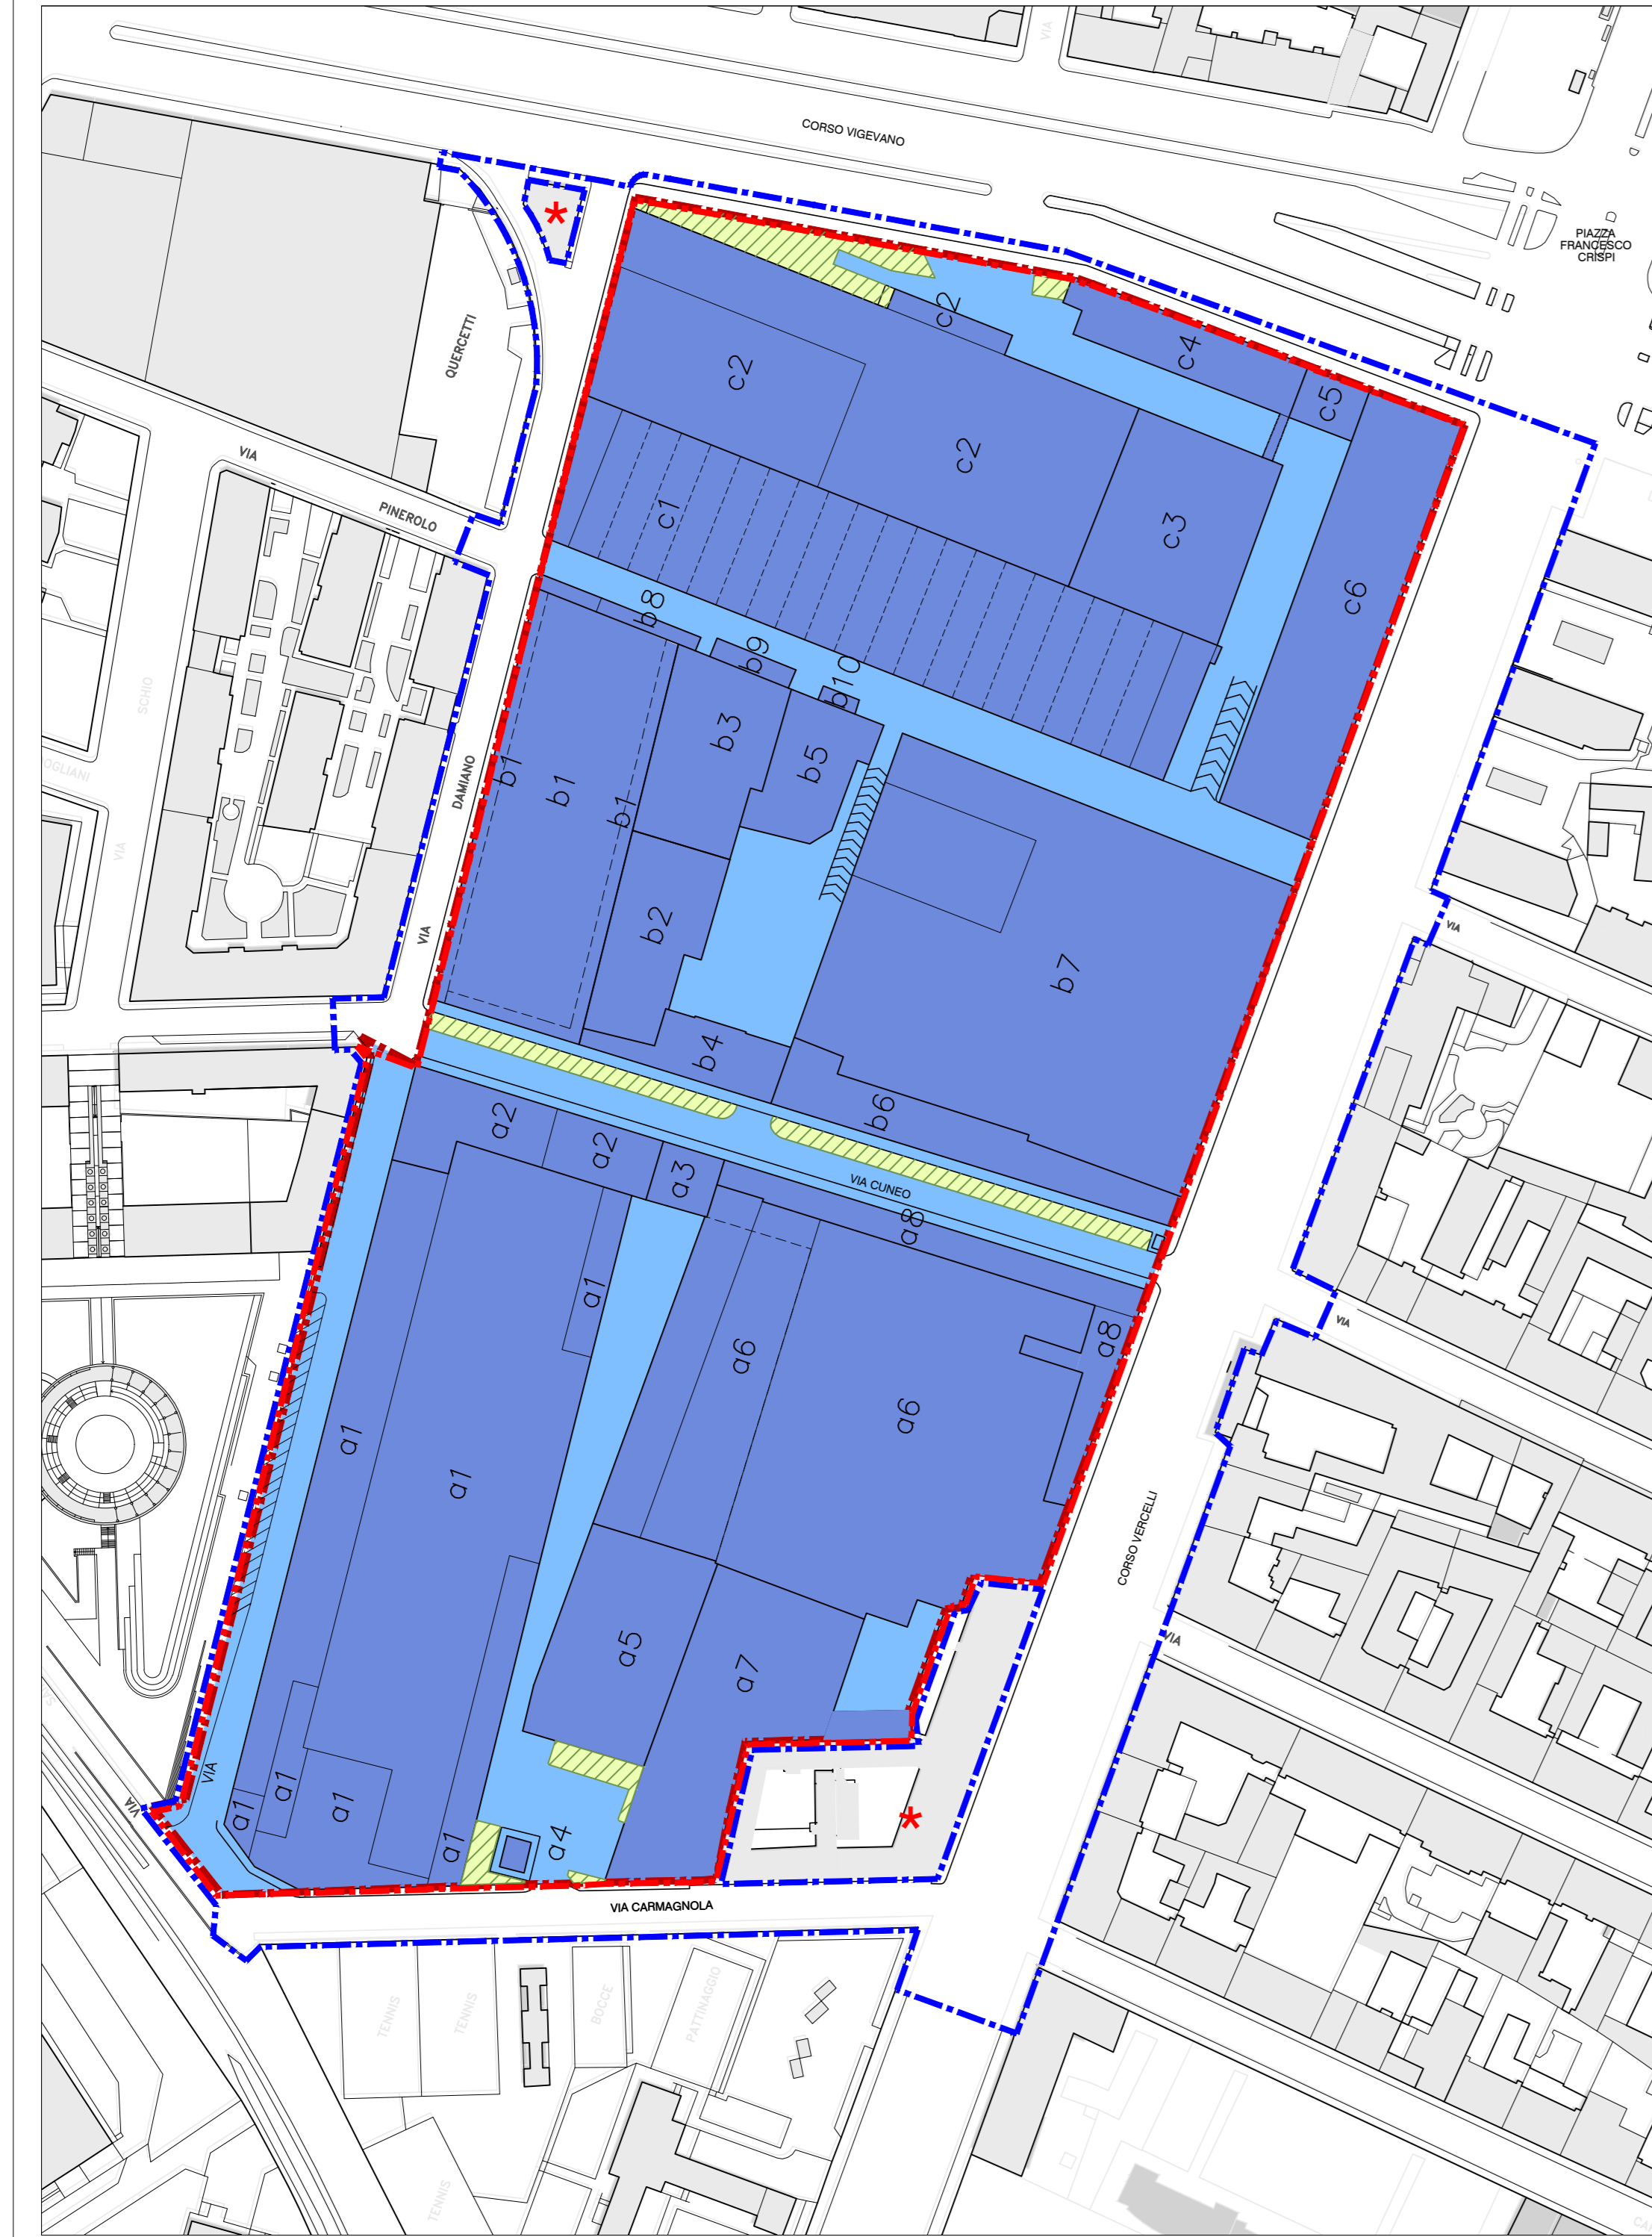 VIA
CORSO VIGEVANO
PIAZZA
FRANCESCO
CRISPI
*
QUERCETTI
c2
c4
c2
c5
VIA
c2
PINEROLO
c1
c3
c6
b8
b9
b10
SCHIO
b3
b5
OGLIANI
DAMIANO
b1
b1
b1
VIA
b2
VIA
VIA
b7
b4
a2
b6
a2
a3
VIA CUNEO
a8
a1
VIA
a8
a6
a6
a1
a1
CORSO VERCELLI
a5
VIA
a7
VIA
VIA
a1
a1
a1
a1
a4
*
VIA CARMAGNOLA
TENNIS
TENNIS
BOCCE
PATTINAGGIO
TENNIS